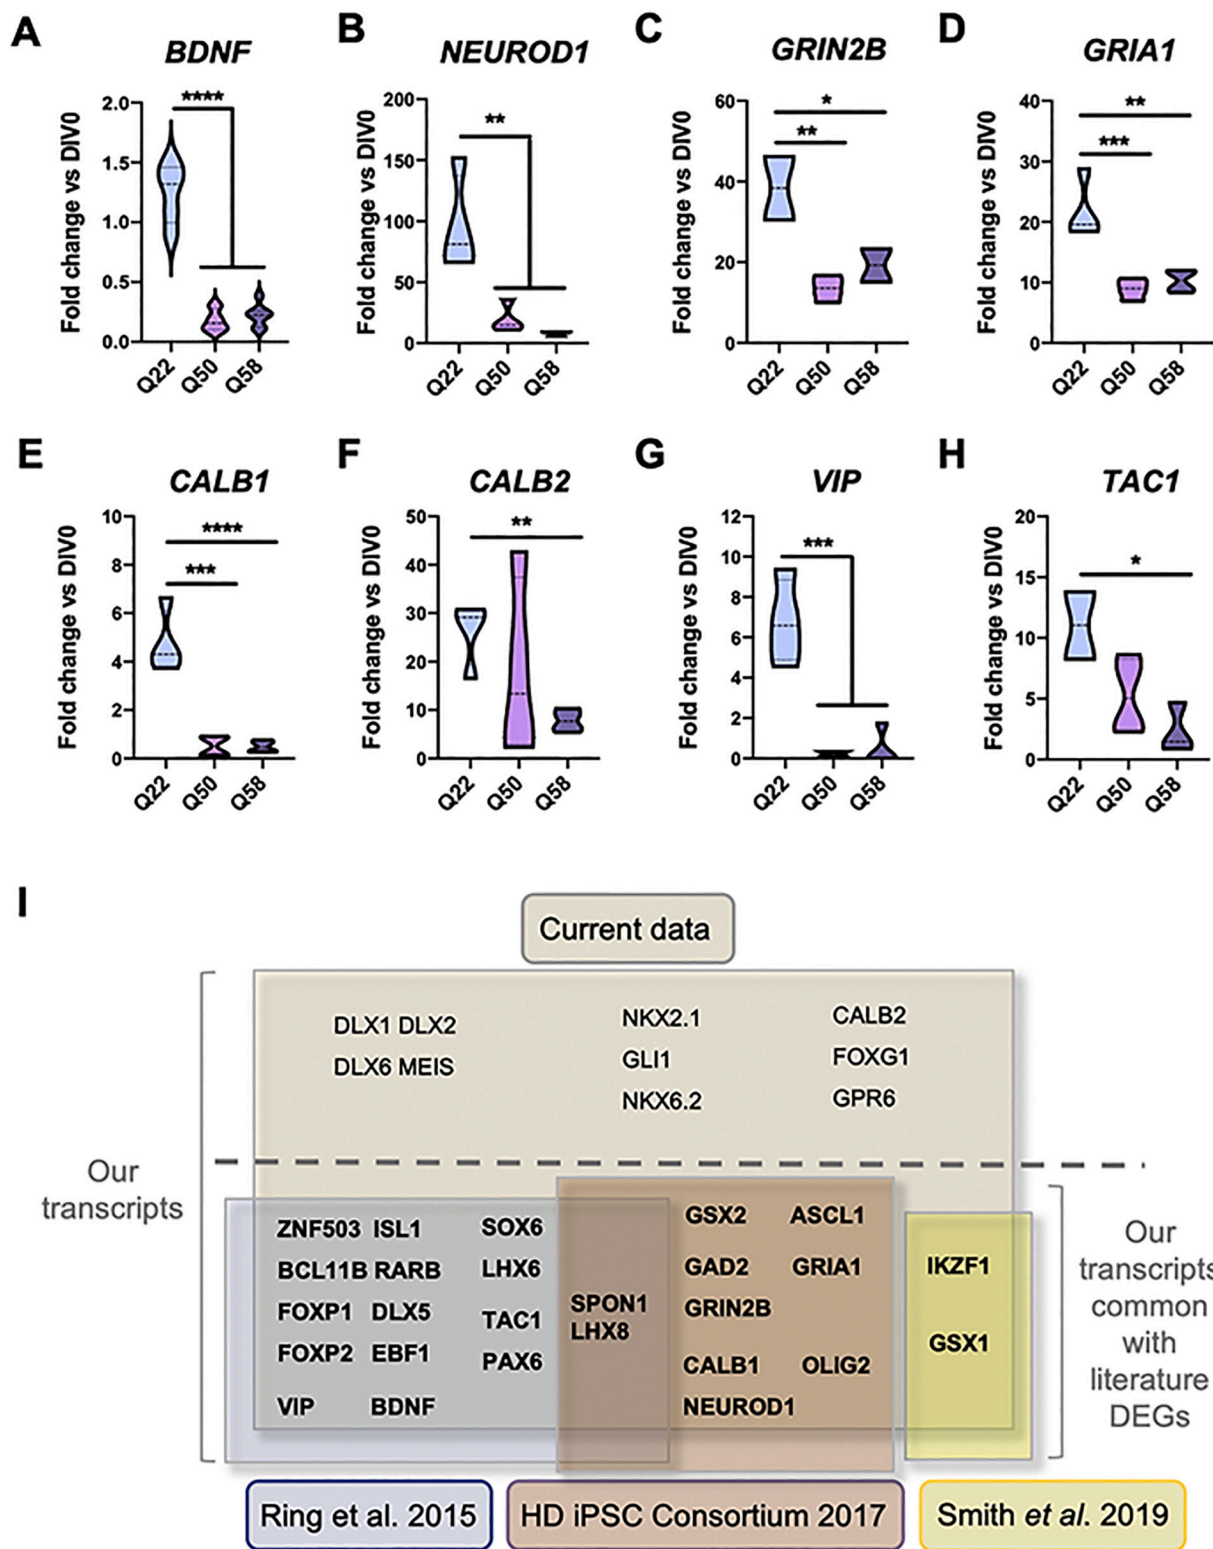 A
BDNF
Fold change vs DIV0
2.0
1.5
1.0
0.5
0.0
****
Q22
Q50
Q58
B
NEUROD1
Fold change vs DIV0
200
150
100
50
0
**
Q22
Q50
Q58
C
GRIN2B
Fold change vs DIV0
60
40
20
0
*
**
Q22
Q50
Q58
D
GRIA1
Fold change vs DIV0
40
30
20
10
0
**
***
Q22
Q50
Q58
E
CALB1
Fold change vs DIV0
10
8
6
4
2
0
****
***
Q22
Q50
Q58
F
CALB2
Fold change vs DIV0
50
40
30
20
10
0
**
Q22
Q50
Q58
G
VIP
Fold change vs DIV0
12
10
8
6
4
2
0
***
Q22
Q50
Q58
H
TAC1
Fold change vs DIV0
20
15
10
5
0
*
Q22
Q50
Q58
I
Current data
DLX1 DLX2
DLX6 MEIS
NKX2.1
GLI1
NKX6.2
CALB2
FOXG1
GPR6
Our
transcripts
ZNF503 ISL1
BCL11B RARB
FOXP1 DLX5
FOXP2 EBF1
VIP BDNF
SOX6
LHX6
TAC1
PAX6
SPON1
LHX8
GSX2 ASCL1
GAD2 GRIA1
GRIN2B
CALB1 OLIG2
NEUROD1
IKZF1
GSX1
Our
transcripts
common
with
literature
DEGs
Ring et al. 2015
HD iPSC Consortium 2017
Smith et al. 2019